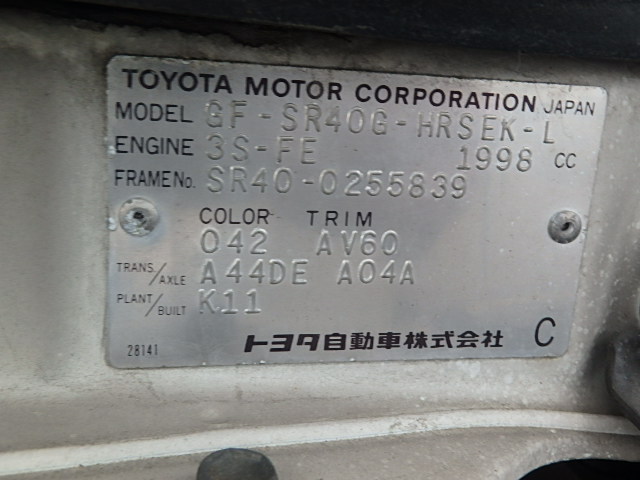 TOYOTA MOTOR CORPORATION JAPAN
MODEL GF-SR40G-HRSEK-L
ENGINE 3S-FE 1998 CC
FRAME No. SR40-0255839
COLOR TRIM
042 AV60
TRANS/AXLE A44DE A04A
PLANT/BUILT K11
28141 トヨタ自動車株式会社 C